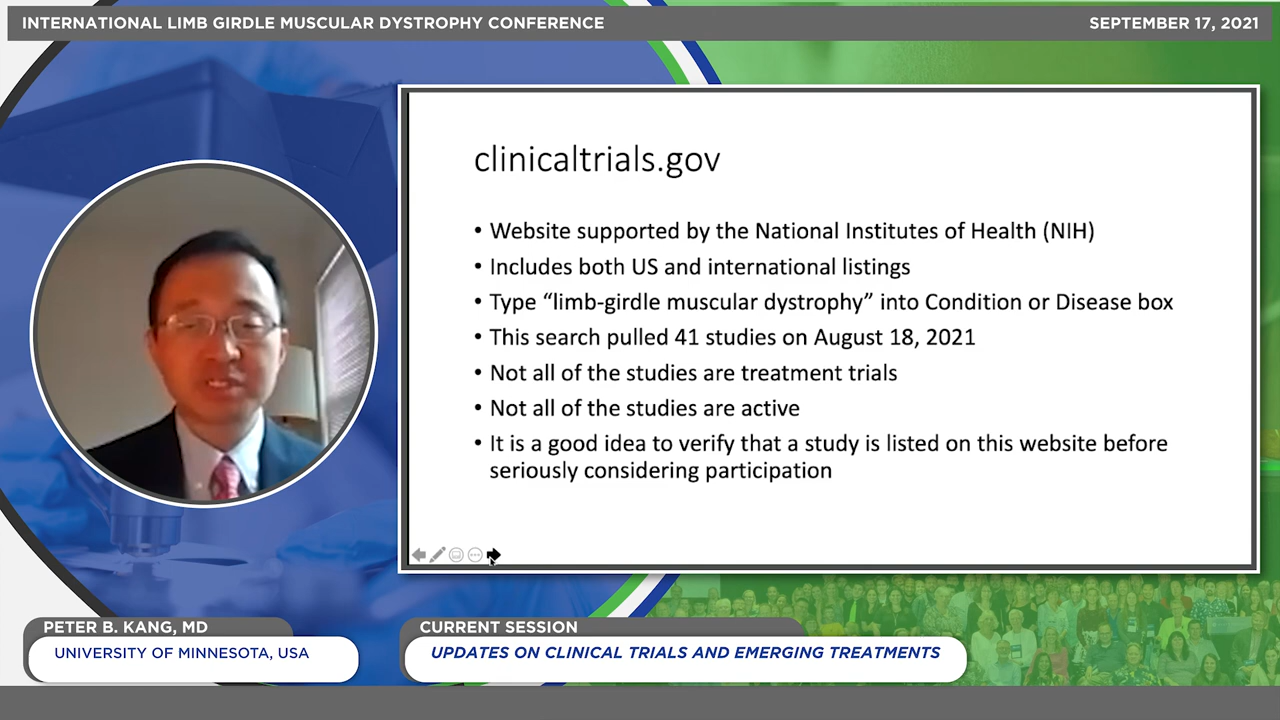 INTERNATIONAL LIMB GIRDLE MUSCULAR DYSTROPHY CONFERENCE
SEPTEMBER 17, 2021
clinicaltrials.gov
• Website supported by the National Institutes of Health (NIH)
• Includes both US and international listings
• Type “limb-girdle muscular dystrophy” into Condition or Disease box
• This search pulled 41 studies on August 18, 2021
• Not all of the studies are treatment trials
• Not all of the studies are active
• It is a good idea to verify that a study is listed on this website before
seriously considering participation
PETER B. KANG, MD
UNIVERSITY OF MINNESOTA, USA
CURRENT SESSION
UPDATES ON CLINICAL TRIALS AND EMERGING TREATMENTS